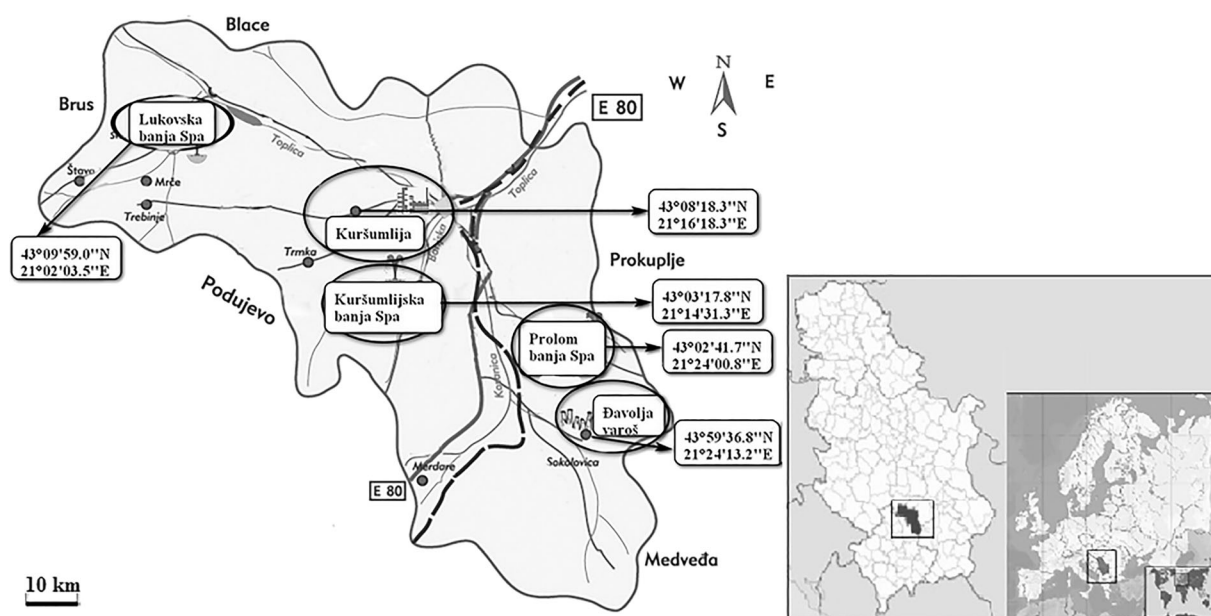 Blace
N
W E
S
E 80
Brus
Lukovska
banja Spa
Toplica
Toplica
Štavo
Mrče
Trebinje
43°08'18.3''N
21°16'18.3''E
Kuršumlija
43°09'59.0''N
21°02'03.5''E
Trmka
Banjska
Prokuplje
Podujevo
Kuršumlijska
banja Spa
43°03'17.8''N
21°14'31.3''E
Prolom
banja Spa
43°02'41.7''N
21°24'00.8''E
Kosanica
Đavolja
varoš
43°59'36.8''N
21°24'13.2''E
Merdare
Sokolovica
E 80
Medveđa
10 km